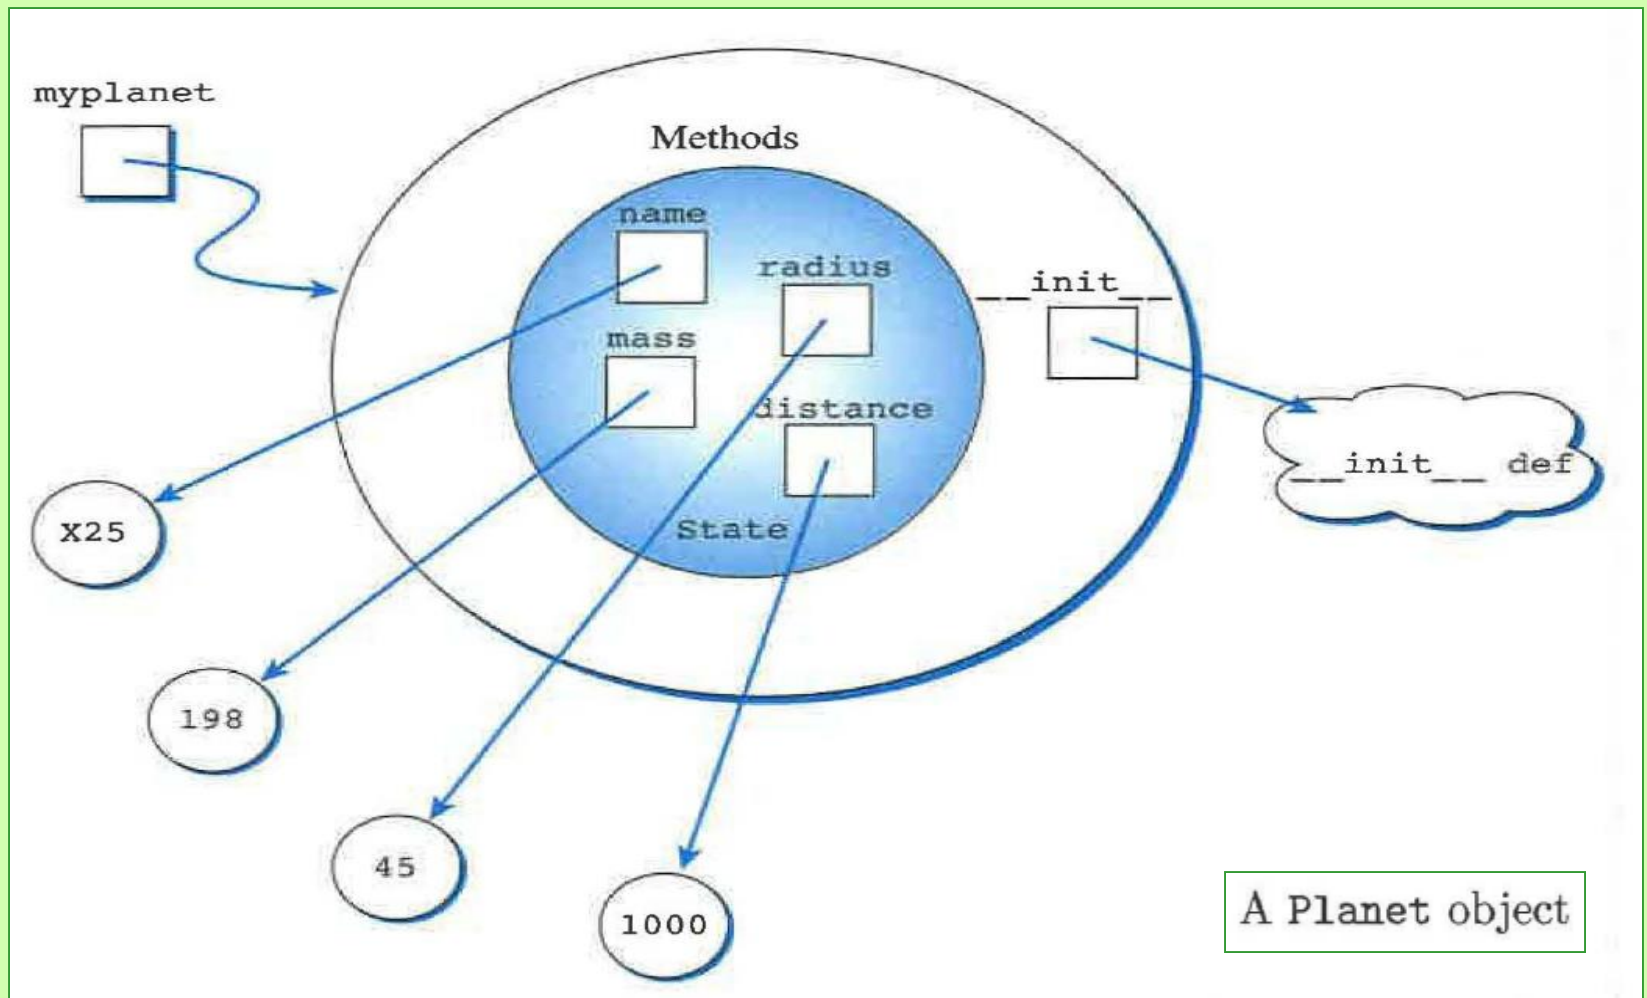 myplanet
Methods
name
radius
__init__
mass
distance
__init__ def
State
X25
198
45
1000
A Planet object